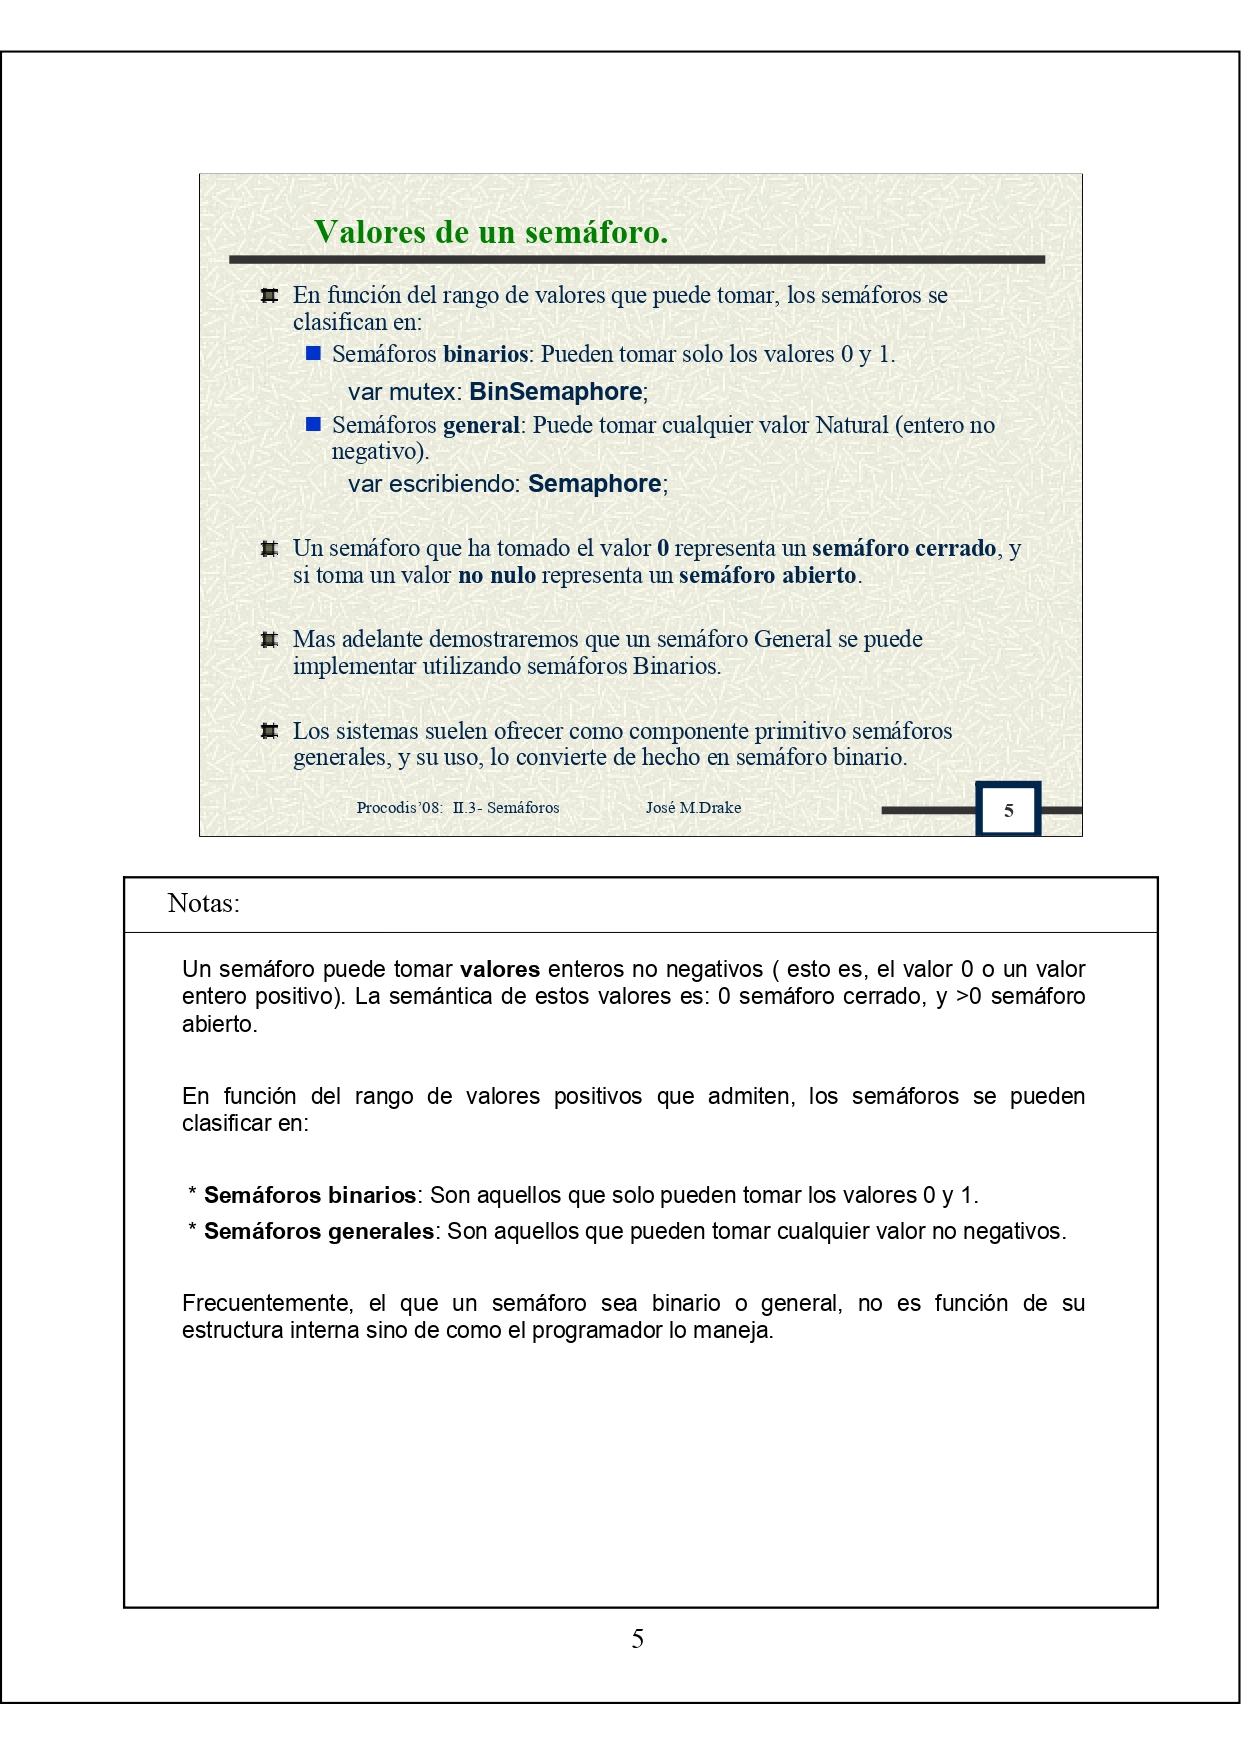 Valores de un semáforo.
En función del rango de valores que puede tomar, los semáforos se
clasifican en:
Semáforos binarios: Pueden tomar solo los valores 0 y 1.
var mutex: BinSemaphore;
Semáforos general: Puede tomar cualquier valor Natural (entero no
negativo).
var escribiendo: Semaphore;
Un semáforo que ha tomado el valor 0 representa un semáforo cerrado, y
si toma un valor no nulo representa un semáforo abierto.
Mas adelante demostraremos que un semáforo General se puede
implementar utilizando semáforos Binarios.
Los sistemas suelen ofrecer como componente primitivo semáforos
generales, y su uso, lo convierte de hecho en semáforo binario.
Procodis’08: II.3- Semáforos José M.Drake 5
Notas:
Un semáforo puede tomar valores enteros no negativos ( esto es, el valor 0 o un valor
entero positivo). La semántica de estos valores es: 0 semáforo cerrado, y >0 semáforo
abierto.
En función del rango de valores positivos que admiten, los semáforos se pueden
clasificar en:
* Semáforos binarios: Son aquellos que solo pueden tomar los valores 0 y 1.
* Semáforos generales: Son aquellos que pueden tomar cualquier valor no negativos.
Frecuentemente, el que un semáforo sea binario o general, no es función de su
estructura interna sino de como el programador lo maneja.
5